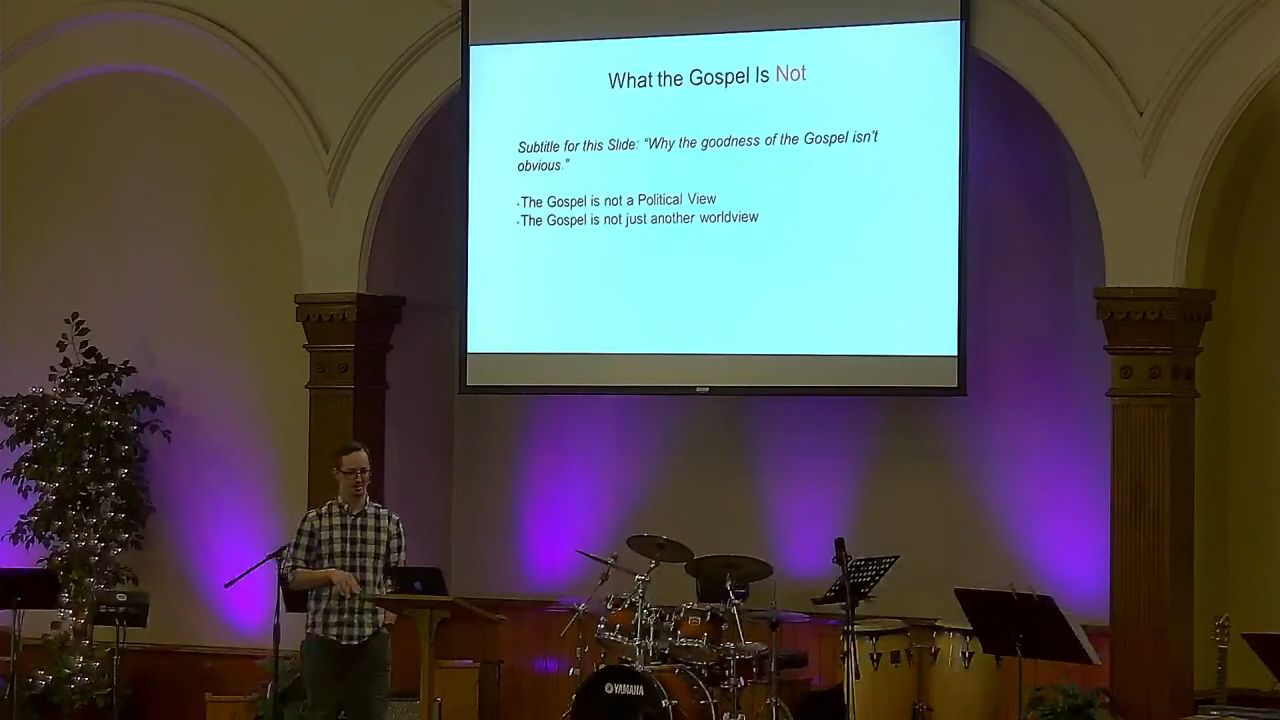 What the Gospel Is Not
Subtitle for this Slide: "Why the goodness of the Gospel isn't
obvious."
·The Gospel is not a Political View
·The Gospel is not just another worldview
YAMAHA